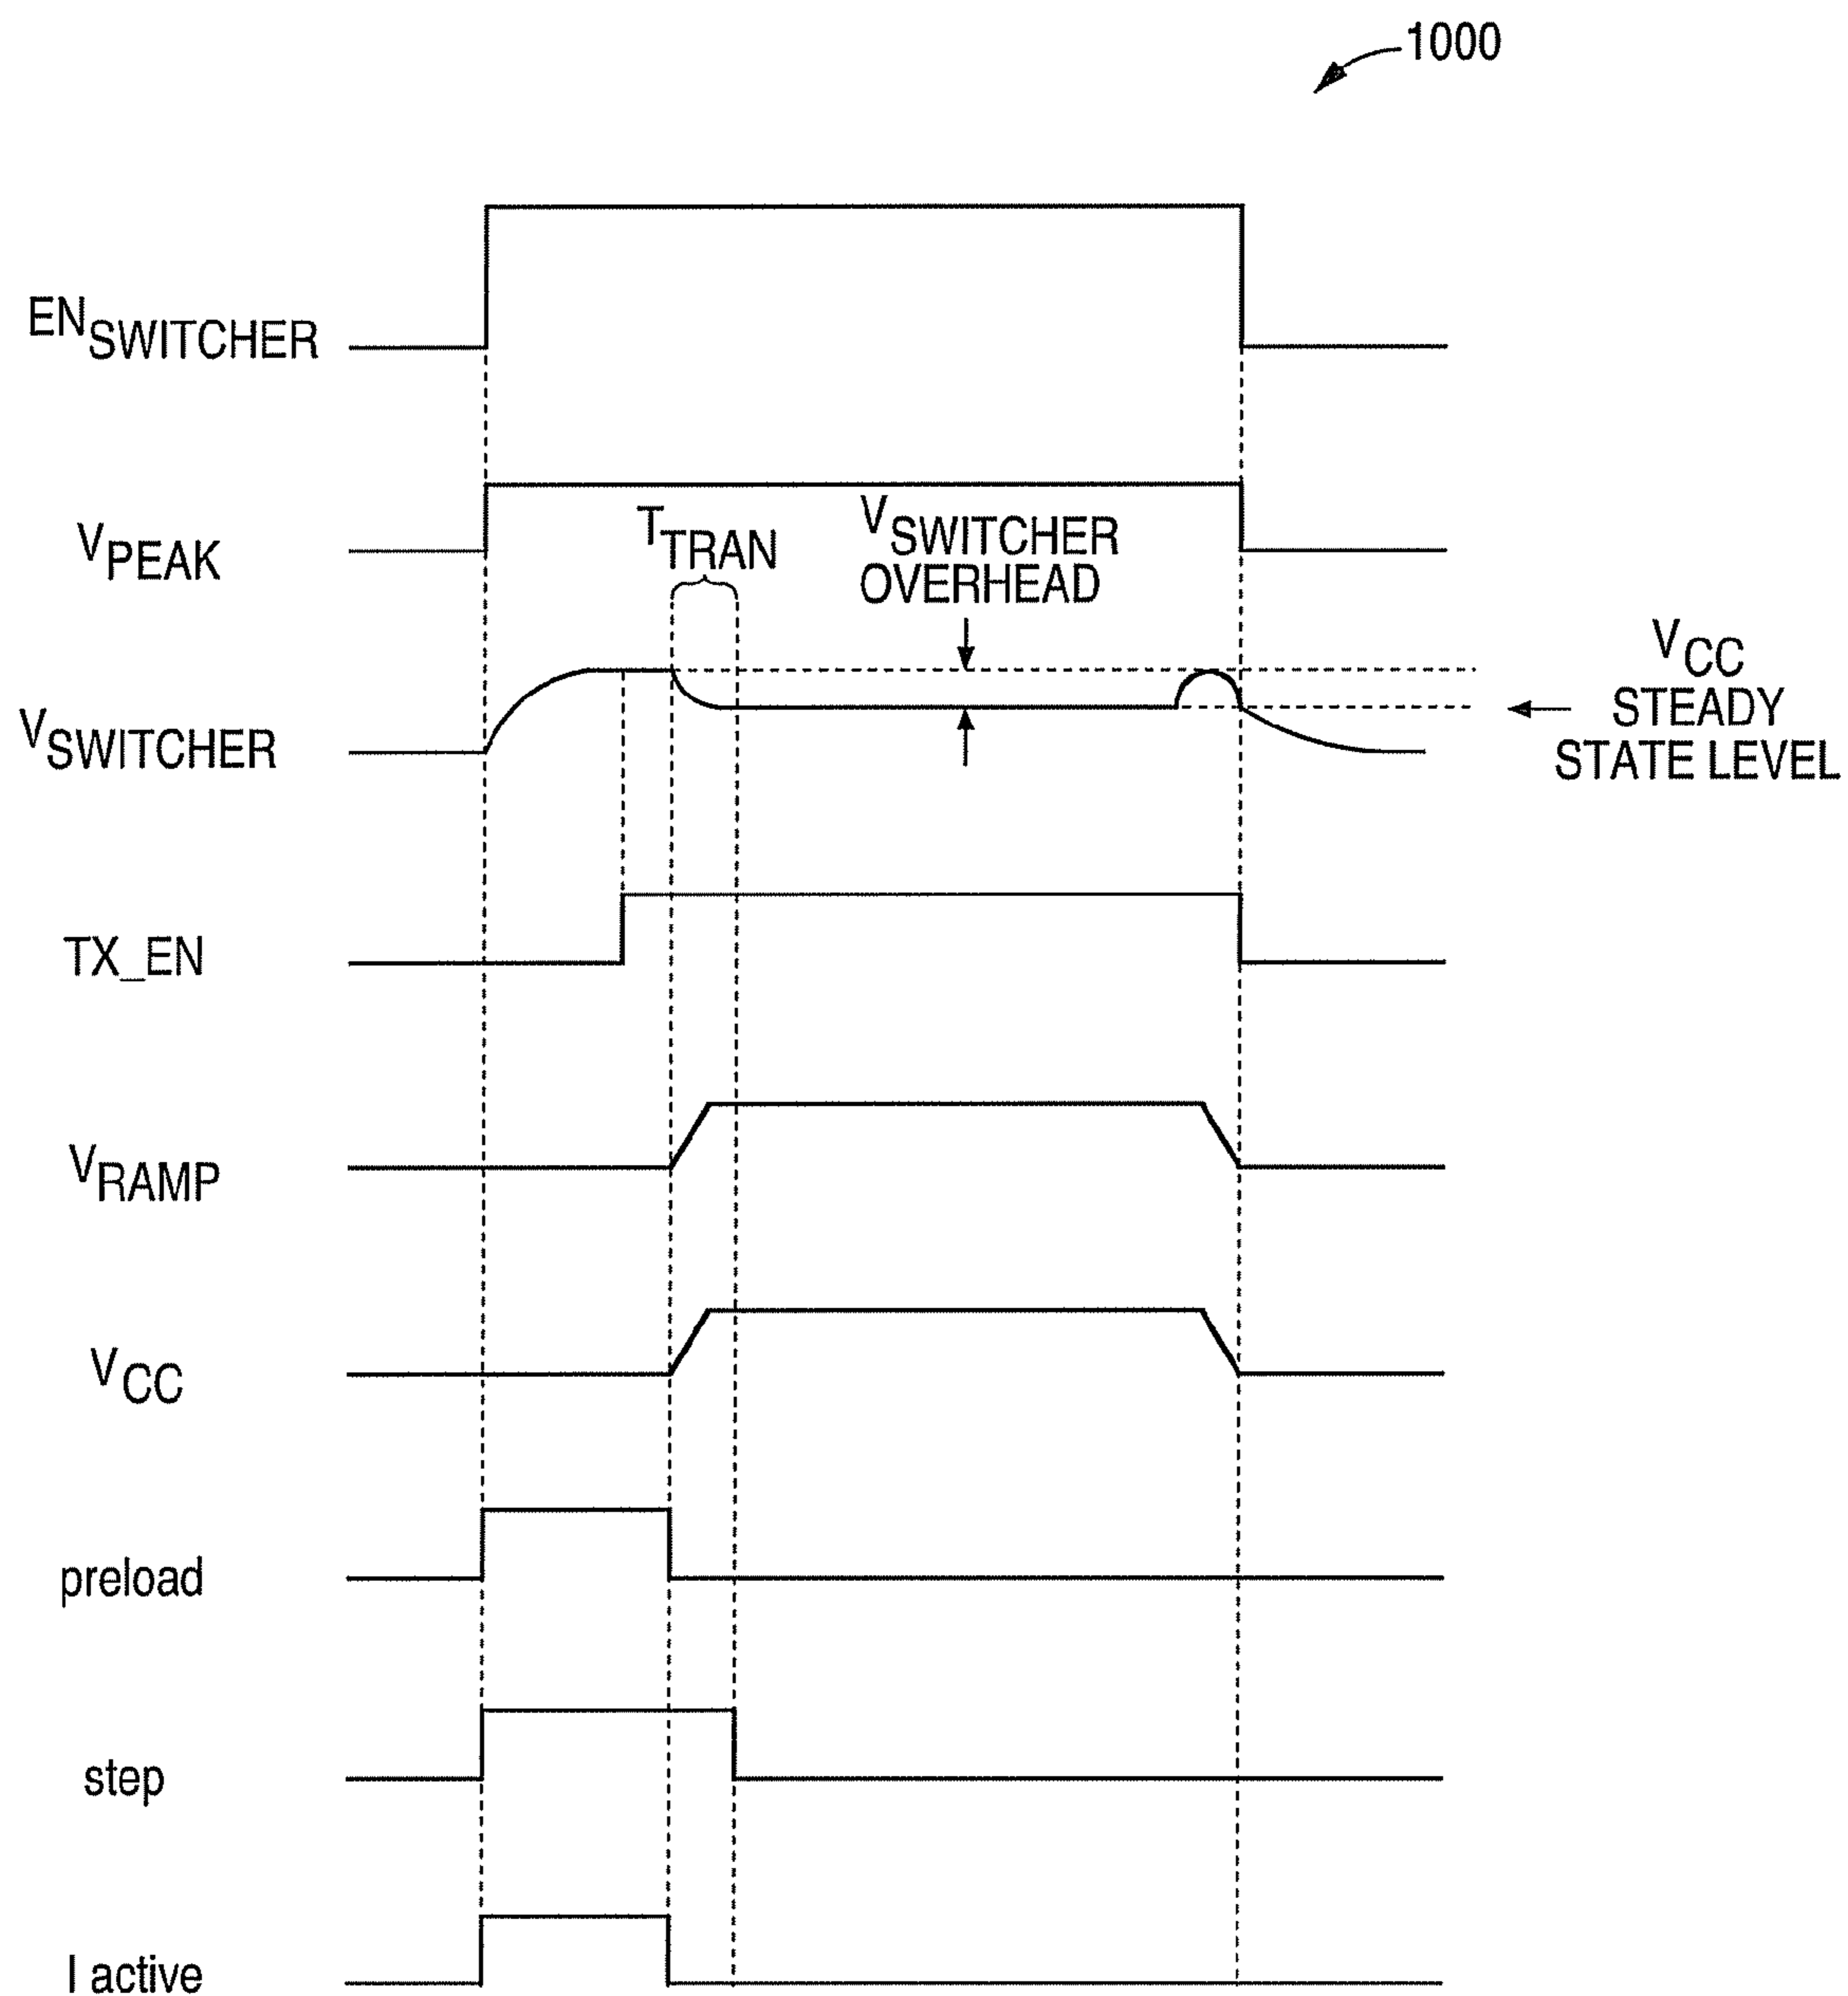 1000
ENSWITCHER
VPEAK
TTRAN
VSWITCHER
OVERHEAD
VCC
STEADY
STATE LEVEL
VSWITCHER
TX_EN
VRAMP
VCC
preload
step
I active